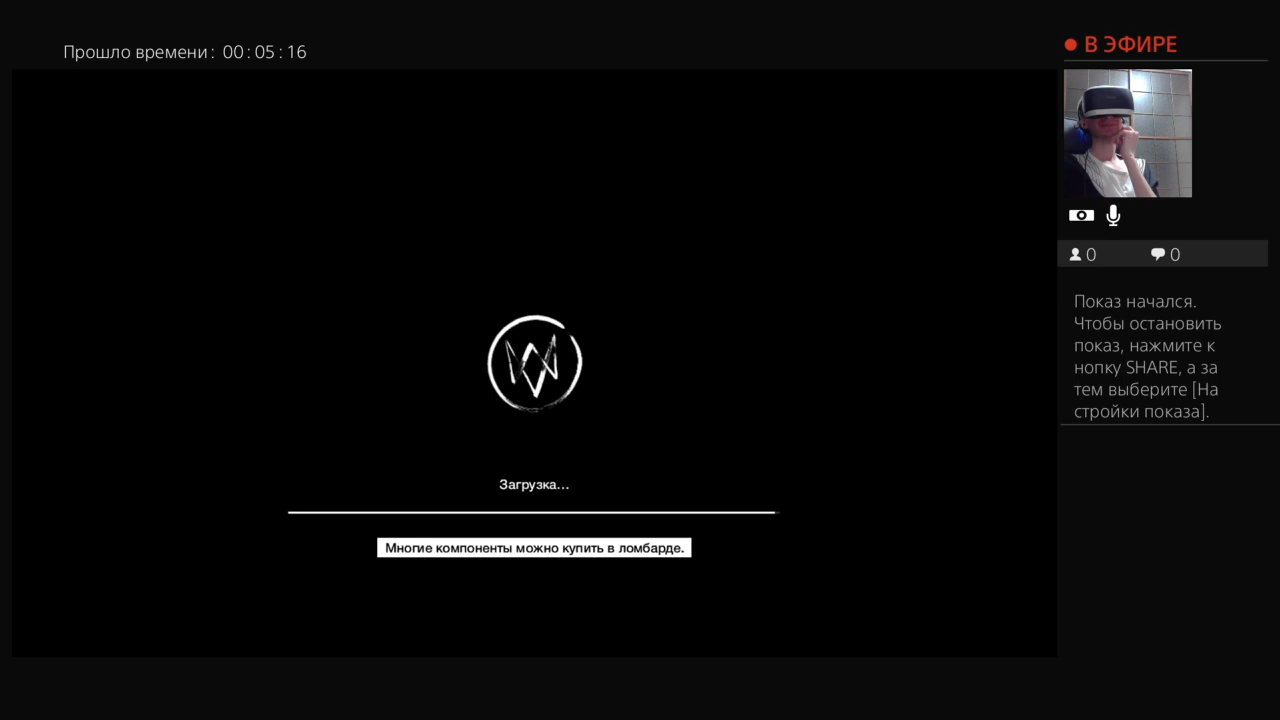 Прошло времени: 00:05:16
В ЭФИРЕ
0 0
Показ начался.
Чтобы остановить
показ, нажмите к
нопку SHARE, а за
тем выберите [На
стройки показа].
Загрузка...
Многие компоненты можно купить в ломбарде.